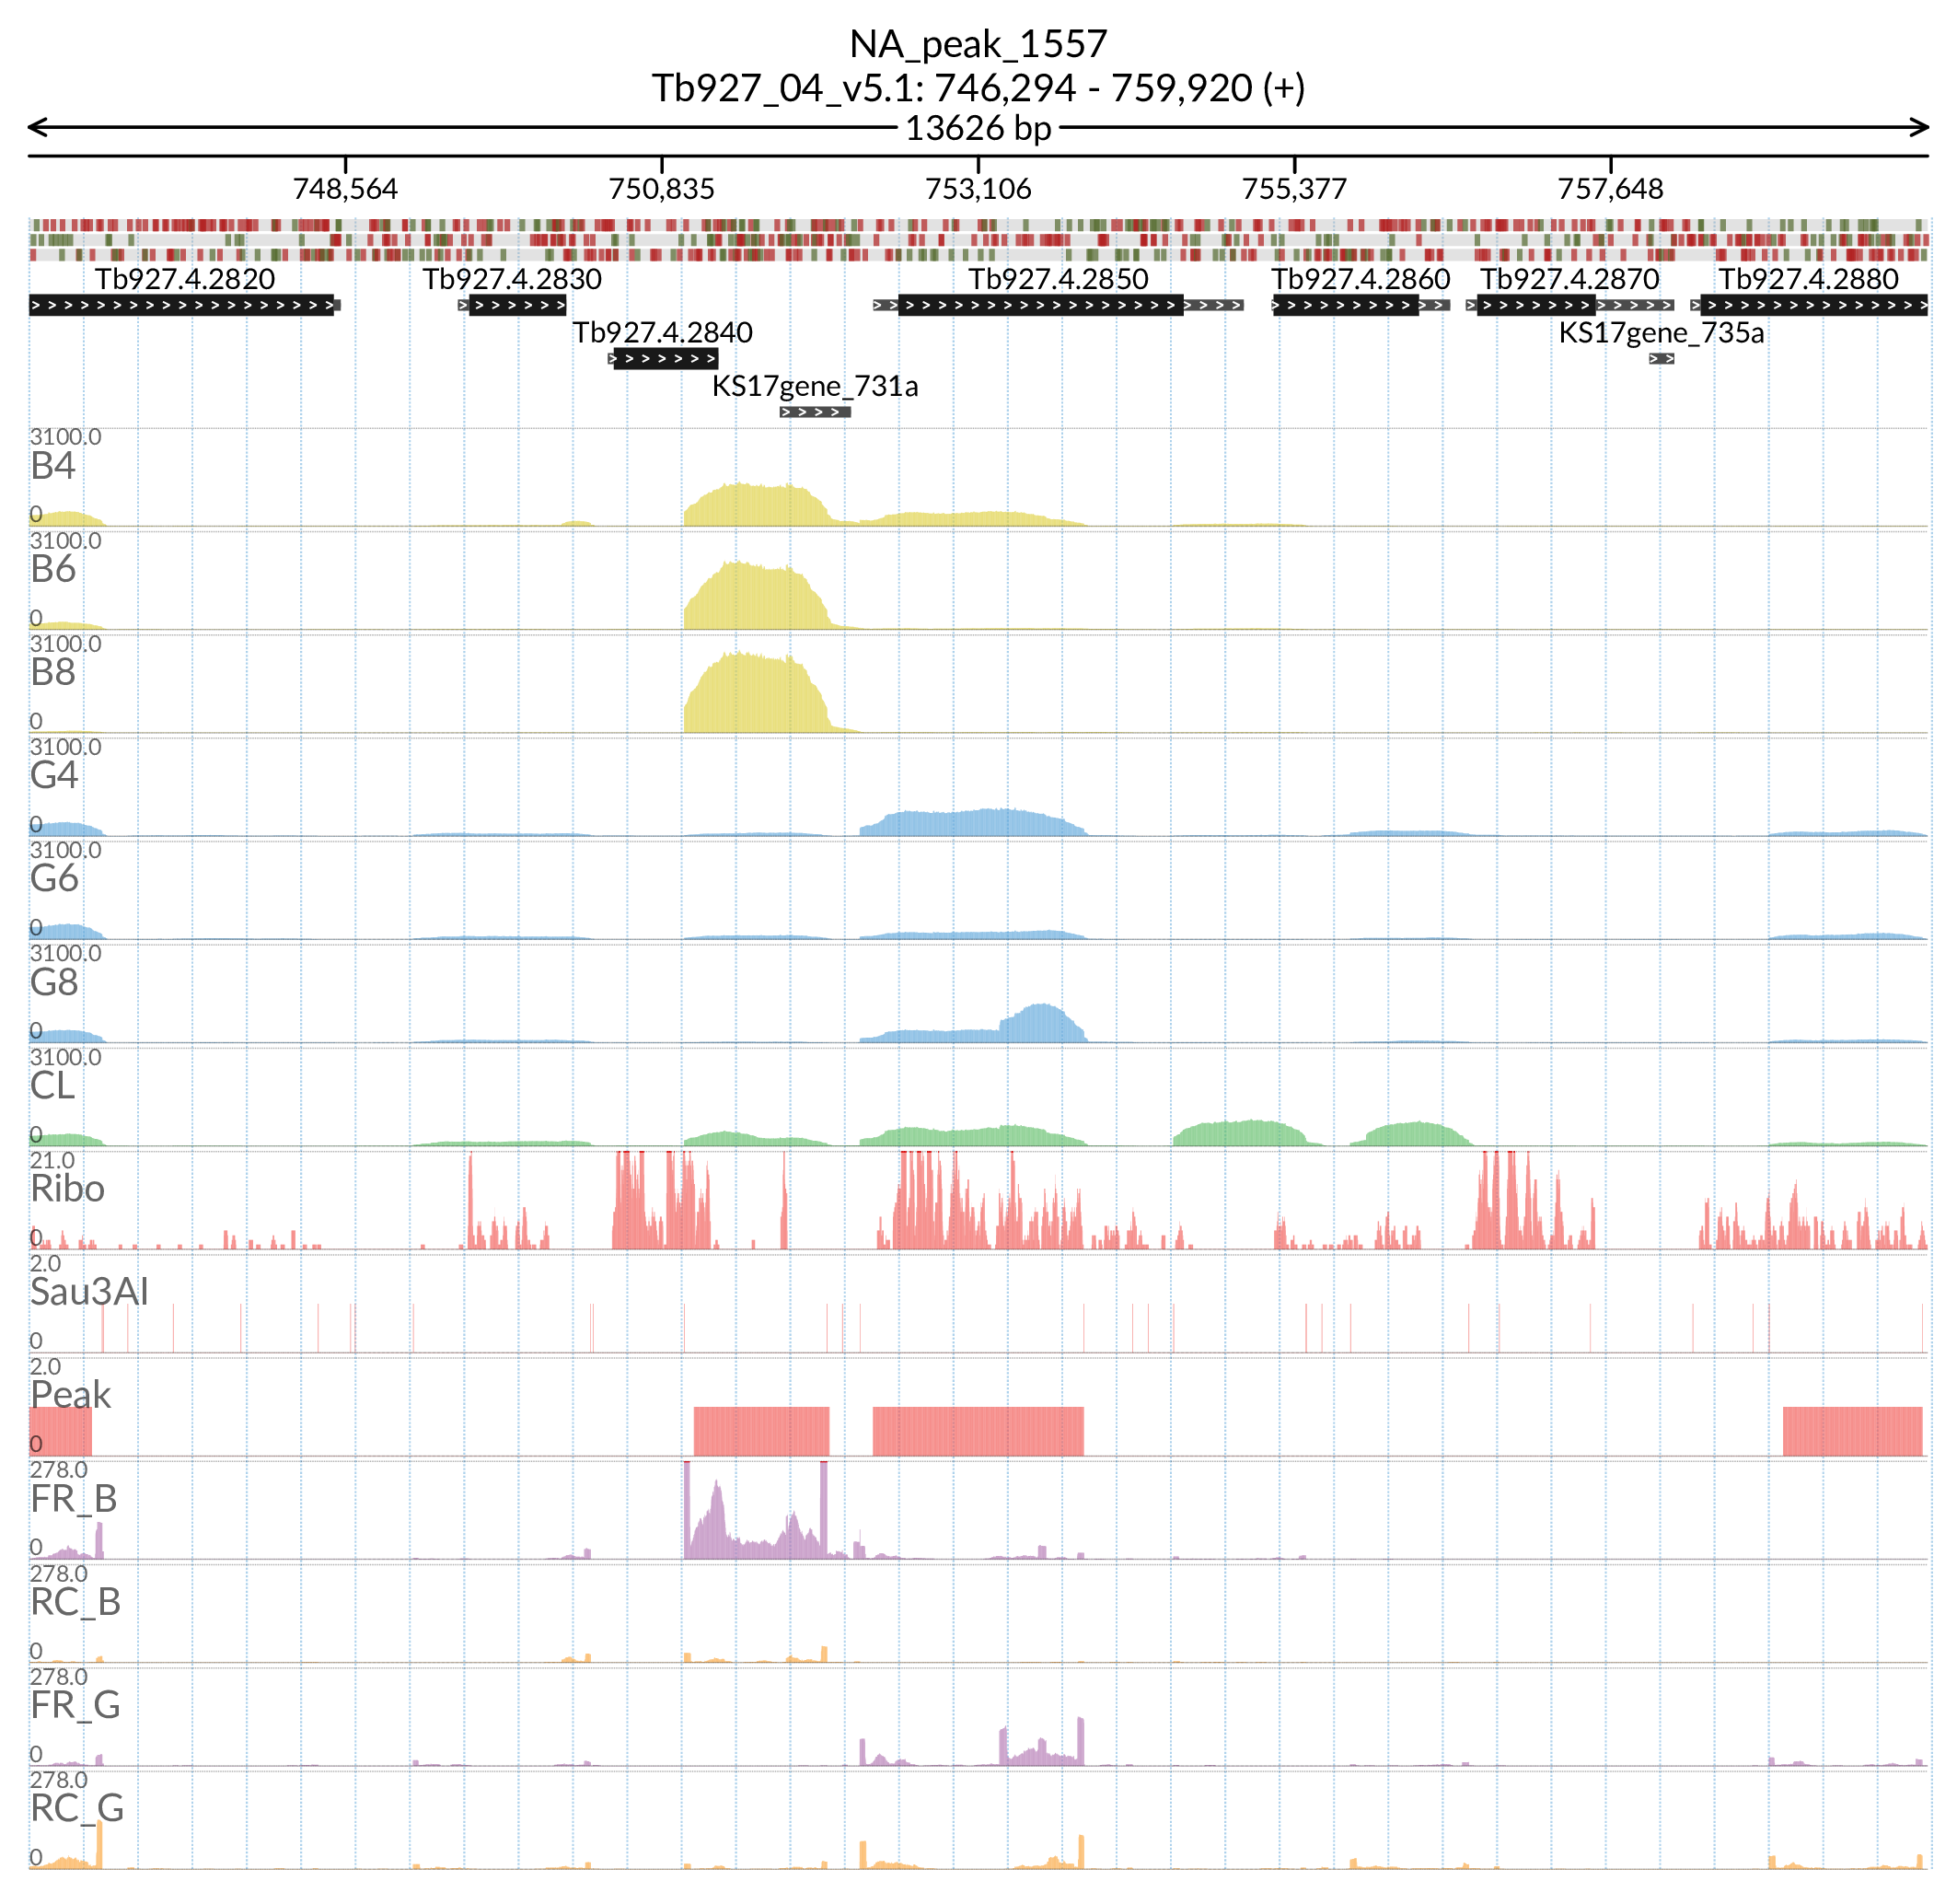 NA_peak_1557
Tb927_04_v5.1: 746,294 - 759,920 (+)
13626 bp
748,564 750,835 753,106 755,377 757,648
Tb927.4.2820 Tb927.4.2830 Tb927.4.2850 Tb927.4.2860 Tb927.4.2870 Tb927.4.2880
Tb927.4.2840 KS17gene_735a
KS17gene_731a
3100.0
B4
0
3100.0
B6
0
3100.0
B8
0
3100.0
G4
0
3100.0
G6
0
3100.0
G8
0
3100.0
CL
0
21.0
Ribo
0
2.0
Sau3AI
0
2.0
Peak
0
278.0
FR_B
0
278.0
RC_B
0
278.0
FR_G
0
278.0
RC_G
0